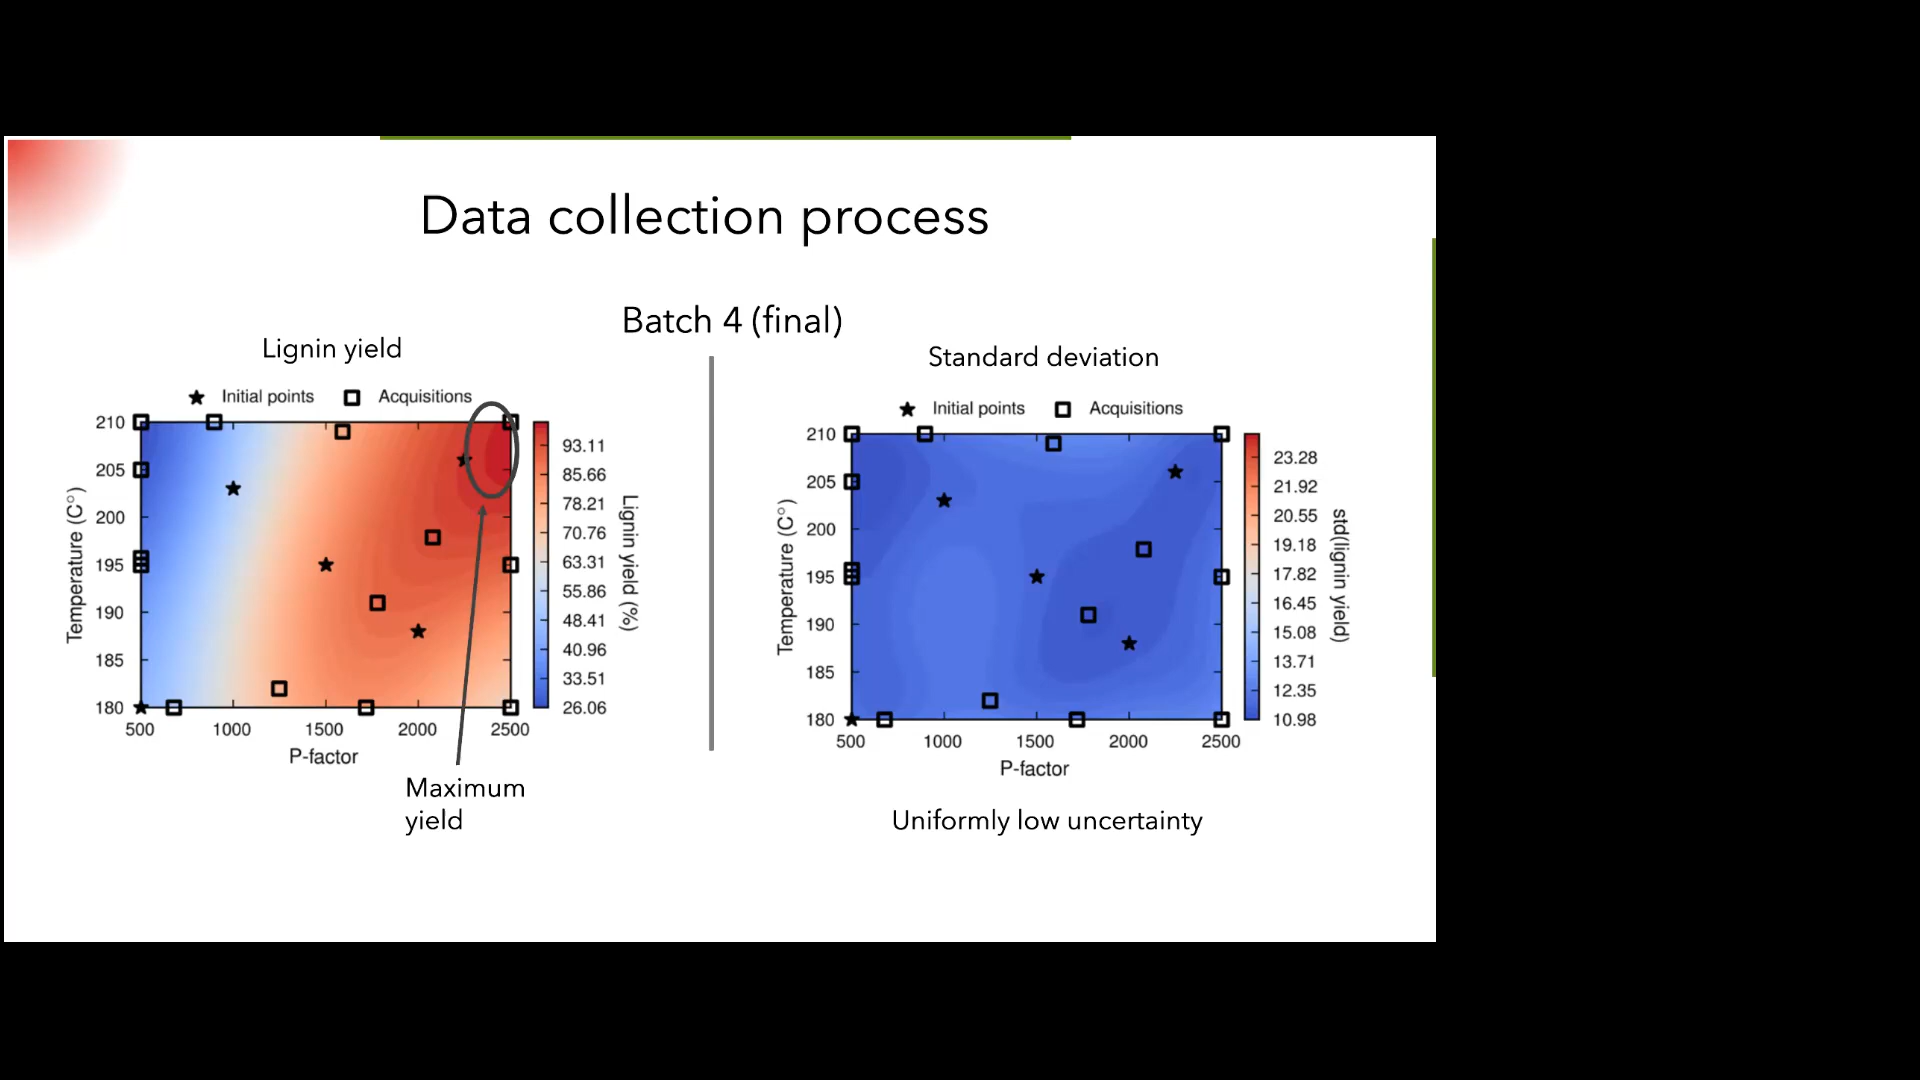 Data collection process
Batch 4 (final)
Lignin yield
Initial points
Acquisitions
210
205
200
195
190
185
180
Temperature (C°)
500
1000
1500
2000
2500
P-factor
93.11
85.66
78.21
70.76
63.31
55.86
48.41
40.96
33.51
26.06
Lignin yield (%)
Maximum
yield
Standard deviation
Initial points
Acquisitions
210
205
200
195
190
185
180
Temperature (C°)
500
1000
1500
2000
2500
P-factor
23.28
21.92
20.55
19.18
17.82
16.45
15.08
13.71
12.35
10.98
std(lignin yield)
Uniformly low uncertainty